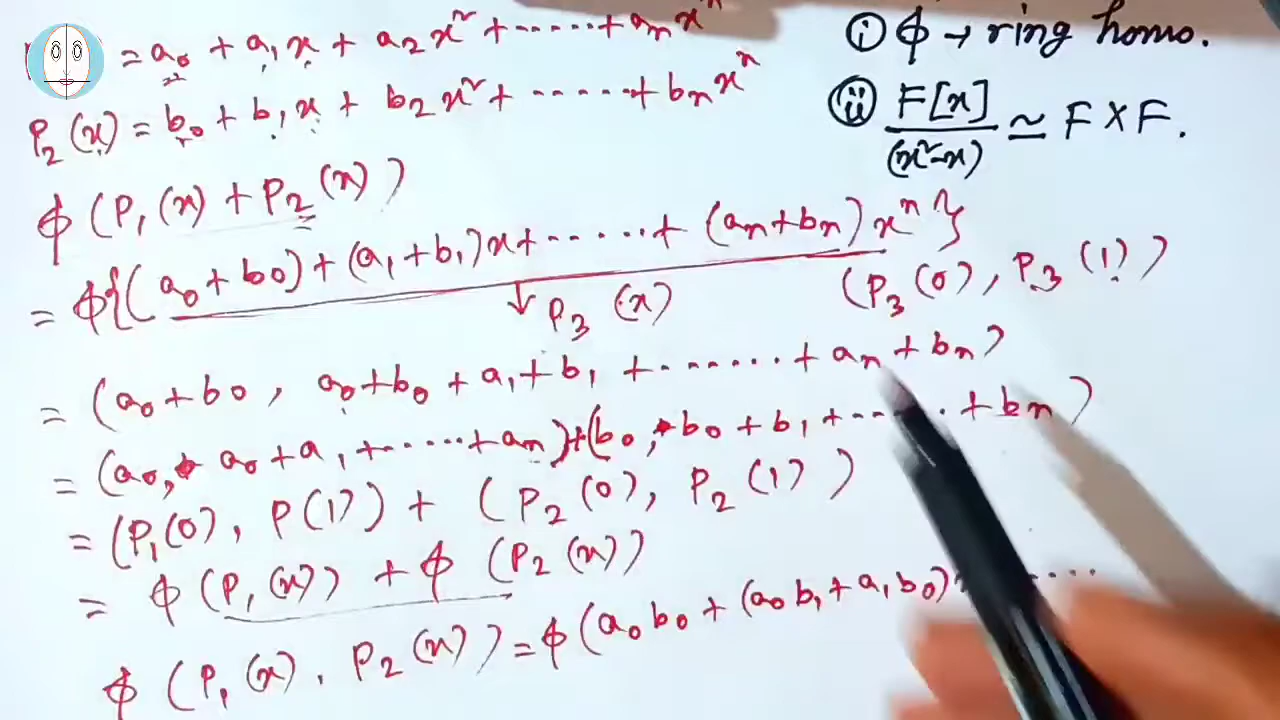 = a₀ + a₁x + a₂x² + ...... + aₙxⁿ
P₂(x) = b₀ + b₁x + b₂x² + ...... + bₙxⁿ
ϕ (P₁(x) + P₂(x))
= ϕ{(a₀ + b₀) + (a₁ + b₁)x + ...... + (aₙ + bₙ)xⁿ}
↓ P₃(x)
(P₃(0), P₃(1))
= (a₀ + b₀, a₀ + b₀ + a₁ + b₁ + ....... + aₙ + bₙ)
= (a₀, a₀ + a₁ + ...... + aₙ) + (b₀, b₀ + b₁ + ...... + bₙ)
= (P₁(0), P(1)) + (P₂(0), P₂(1))
= ϕ(P₁(x)) + ϕ(P₂(x))
ϕ(P₁(x) . P₂(x)) = ϕ(a₀b₀ + (a₀b₁ + a₁b₀) ....
(i) ϕ → ring homo.
(ii) F[x] / (x²-x) ≃ F × F.